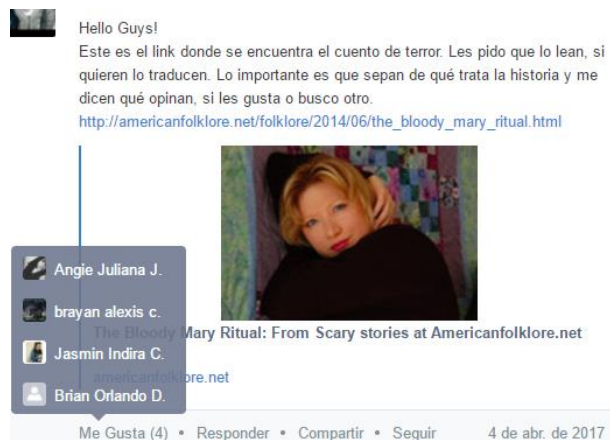 Hello Guys!
Este es el link donde se encuentra el cuento de terror. Les pido que lo lean, si
quieren lo traducen. Lo importante es que sepan de qué trata la historia y me
dicen qué opinan, si les gusta o busco otro.
http://americanfolklore.net/folklore/2014/06/the_bloody_mary_ritual.html
Angie Juliana J.
brayan alexis c.
The Bloody Mary Ritual: From Scary stories at Americanfolklore.net
Jasmin Indira C.
americanfolklore.net
Brian Orlando D.
Me Gusta (4) • Responder • Compartir • Seguir 4 de abr. de 2017